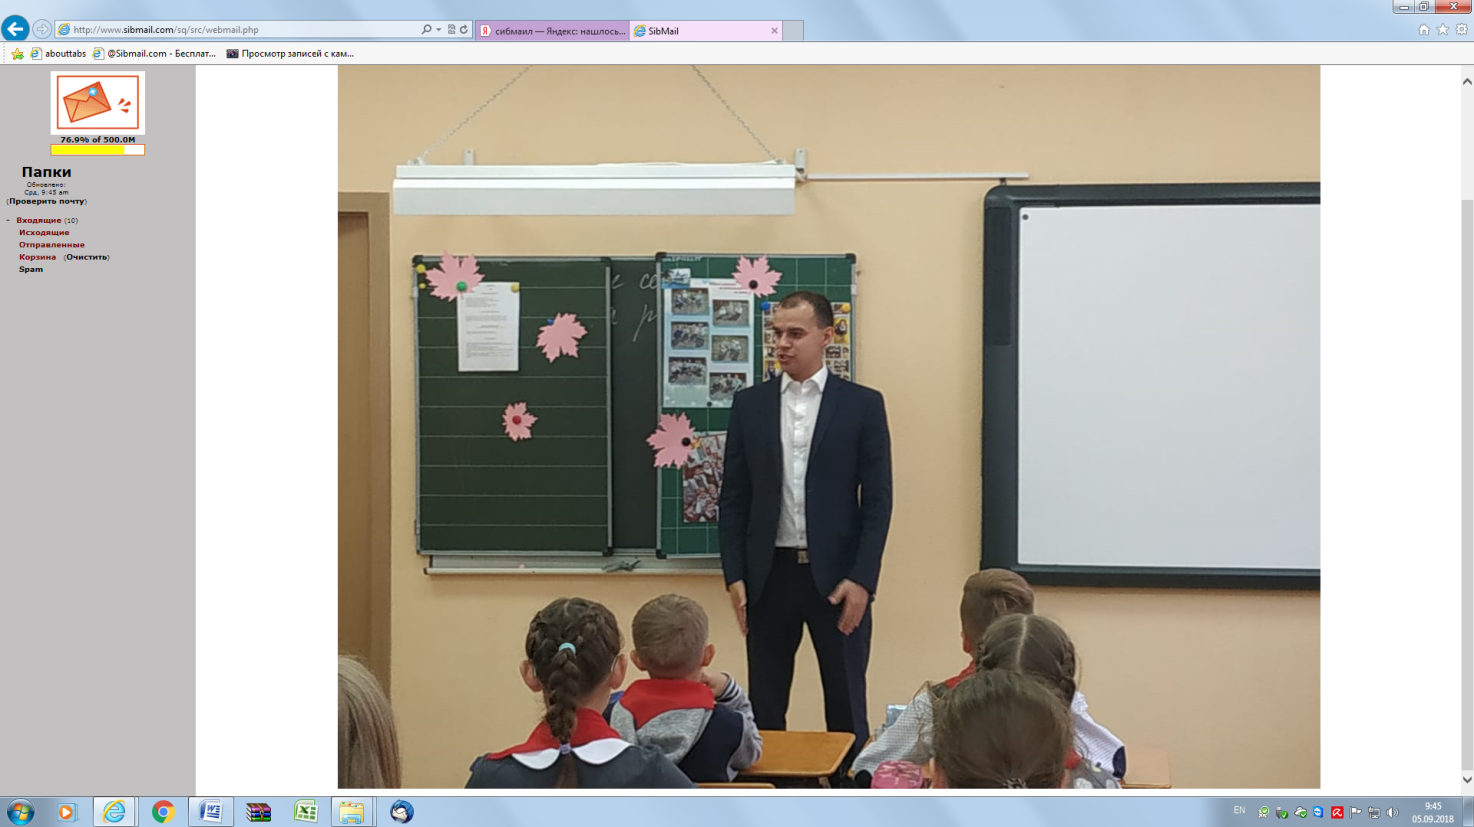 http://www.sibmail.com/sq/src/webmail.php
сибмаил — Яндекс: нашлось...
SibMail
abouttabs
@Sibmail.com - Бесплат...
Просмотр записей с кам...
76.9% of 500.0M
Папки
Обновлено:
Срд, 9:45 am
(Проверить почту)
- Входящие (10)
Исходящие
Отправленные
Корзина (Очистить)
Spam
EN
9:45
05.09.2018